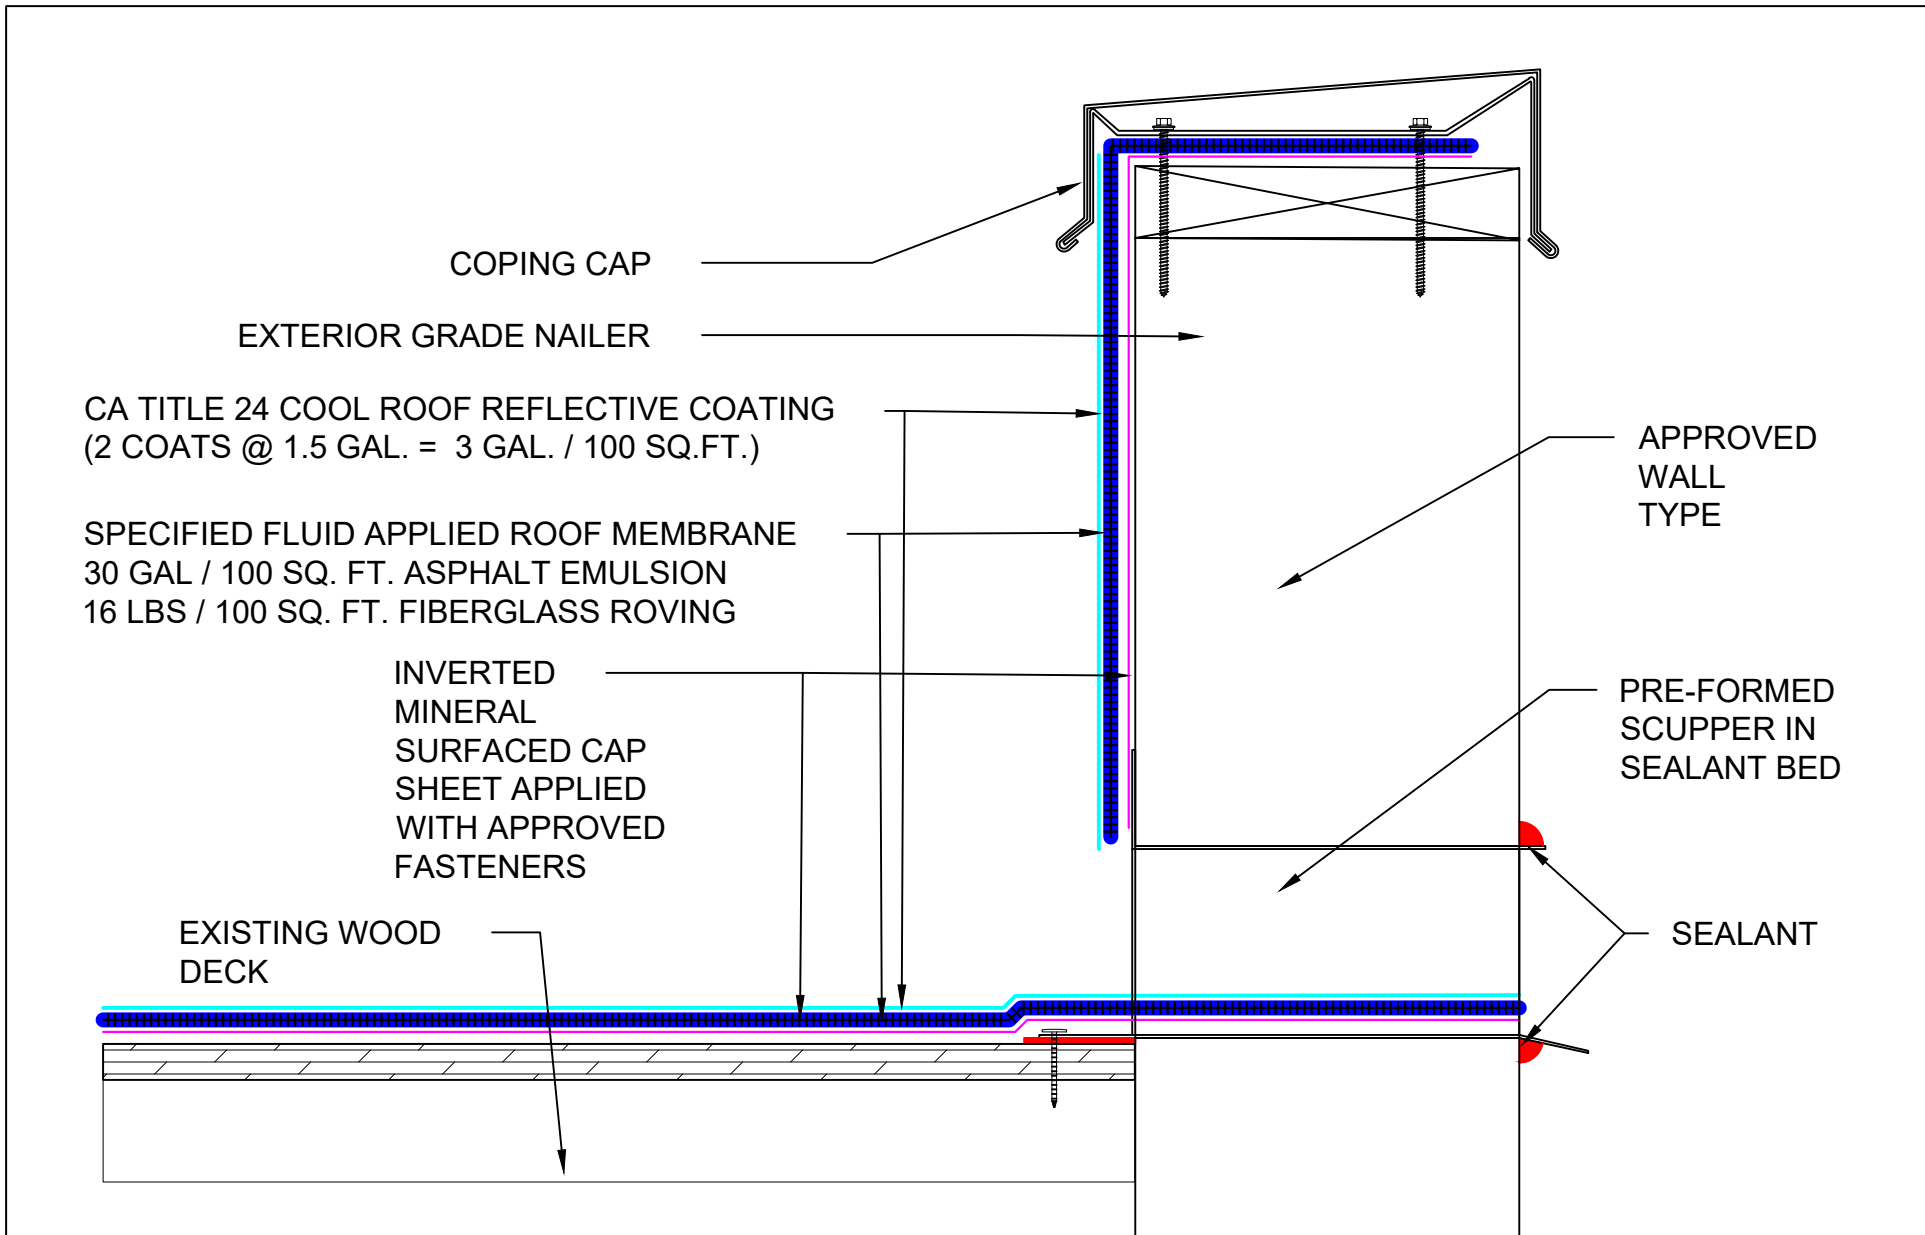 COPING CAP
EXTERIOR GRADE NAILER
CA TITLE 24 COOL ROOF REFLECTIVE COATING
(2 COATS @ 1.5 GAL. = 3 GAL. / 100 SQ.FT.)
SPECIFIED FLUID APPLIED ROOF MEMBRANE
30 GAL / 100 SQ. FT. ASPHALT EMULSION
16 LBS / 100 SQ. FT. FIBERGLASS ROVING
INVERTED
MINERAL
SURFACED CAP
SHEET APPLIED
WITH APPROVED
FASTENERS
EXISTING WOOD
DECK
APPROVED
WALL
TYPE
PRE-FORMED
SCUPPER IN
SEALANT BED
SEALANT